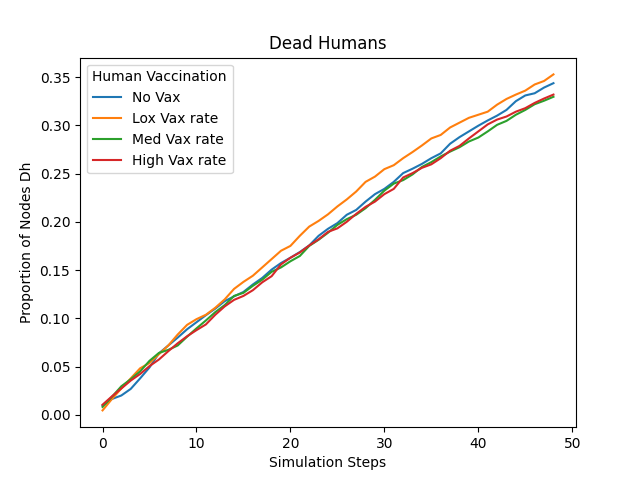 Dead Humans
Human Vaccination
No Vax
Lox Vax rate
Med Vax rate
High Vax rate
Proportion of Nodes Dh
0.35
0.30
0.25
0.20
0.15
0.10
0.05
0.00
0 10 20 30 40 50
Simulation Steps